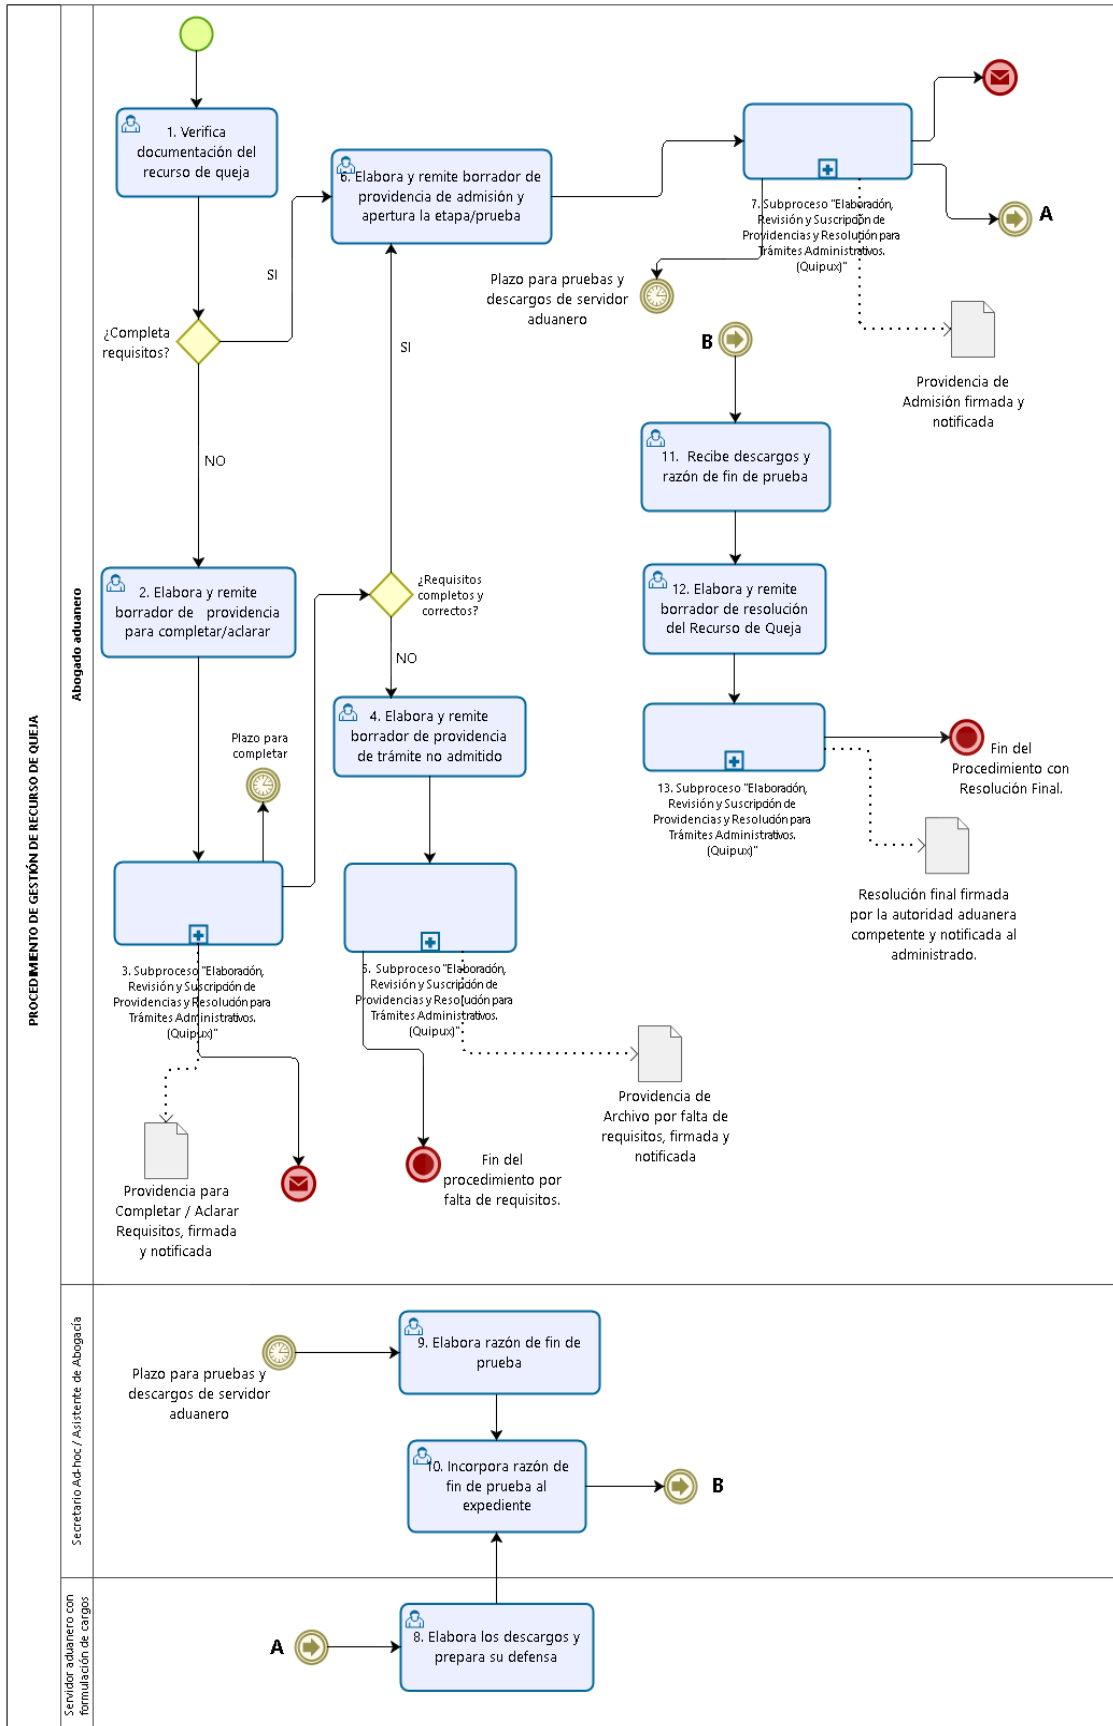 PROCEDIMIENTO DE GESTIÓN DE RECURSO DE QUEJA
Abogado aduanero
1. Verifica
documentación del
recurso de queja
¿Completa
requisitos?
SI
NO
2. Elabora y remite
borrador de providencia
para completar/aclarar
Plazo para
completar
3. Subproceso "Elaboración,
Revisión y Suscripción de
Providencias y Resolución para
Trámites Administrativos.
(Quipux)"
Providencia para
Completar / Aclarar
Requisitos, firmada
y notificada
¿Requisitos
completos y
correctos?
SI
NO
4. Elabora y remite
borrador de providencia
de trámite no admitido
5. Subproceso "Elaboración,
Revisión y Suscripción de
Providencias y Resolución para
Trámites Administrativos.
(Quipux)"
Providencia de
Archivo por falta de
requisitos, firmada y
notificada
Fin del
procedimiento por
falta de requisitos.
6. Elabora y remite borrador de
providencia de admisión y
apertura la etapa/prueba
7. Subproceso "Elaboración,
Revisión y Suscripción de
Providencias y Resolución para
Trámites Administrativos.
(Quipux)"
A
Plazo para pruebas y
descargos de servidor
aduanero
Providencia de
Admisión firmada y
notificada
B
11. Recibe descargos y
razón de fin de prueba
12. Elabora y remite
borrador de resolución
del Recurso de Queja
13. Subproceso "Elaboración,
Revisión y Suscripción de
Providencias y Resolución para
Trámites Administrativos.
(Quipux)"
Fin del
Procedimiento con
Resolución Final.
Resolución final firmada
por la autoridad aduanera
competente y notificada al
administrado.
Secretario Ad-hoc / Asistente de Abogacía
Plazo para pruebas y
descargos de servidor
aduanero
9. Elabora razón de fin de
prueba
10. Incorpora razón de
fin de prueba al
expediente
B
Servidor aduanero con
formulación de cargos
A
8. Elabora los descargos y
prepara su defensa